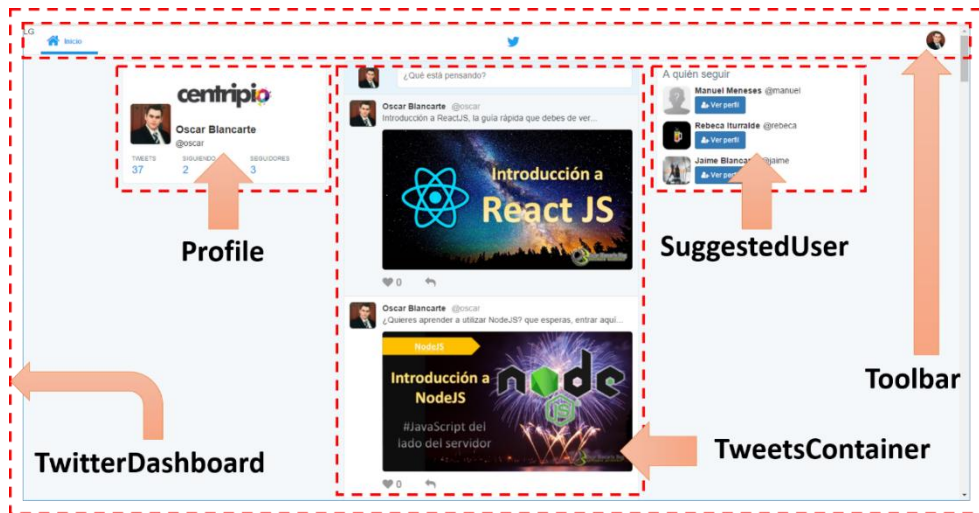 LG
Inicio
centripio
Oscar Blancarte
@oscar
TWEETS SIGUIENDO SEGUIDORES
37 2 3
Profile
¿Qué está pensando?
Oscar Blancarte @oscar
Introducción a ReactJS, la guía rápida que debes de ver...
Introducción a
React JS
0
Oscar Blancarte @oscar
¿Quieres aprender a utilizar NodeJS? que esperas, entrar aquí...
NodeJS
Introducción a
NodeJS
node
JS
#JavaScript del
lado del servidor
0
A quién seguir
Manuel Meneses @manuel
Ver perfil
Rebeca Iturralde @rebeca
Ver perfil
Jaime Blancarte @jaime
Ver perfil
SuggestedUser
Toolbar
TweetsContainer
TwitterDashboard